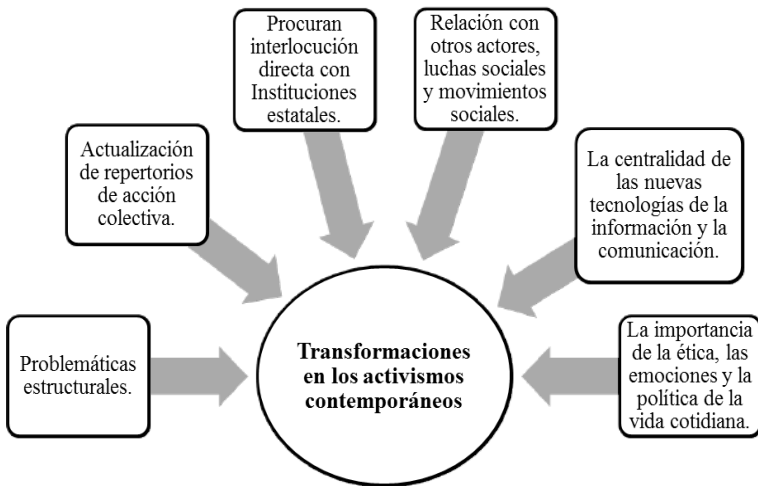 Problemáticas
estructurales.
Actualización
de repertorios
de acción
colectiva.
Procuran
interlocución
directa con
Instituciones
estatales.
Relación con
otros actores,
luchas sociales
y movimientos
sociales.
La centralidad de
las nuevas
tecnologías de la
información y la
comunicación.
La importancia
de la ética, las
emociones y la
política de la
vida cotidiana.
Transformaciones
en los activismos
contemporáneos